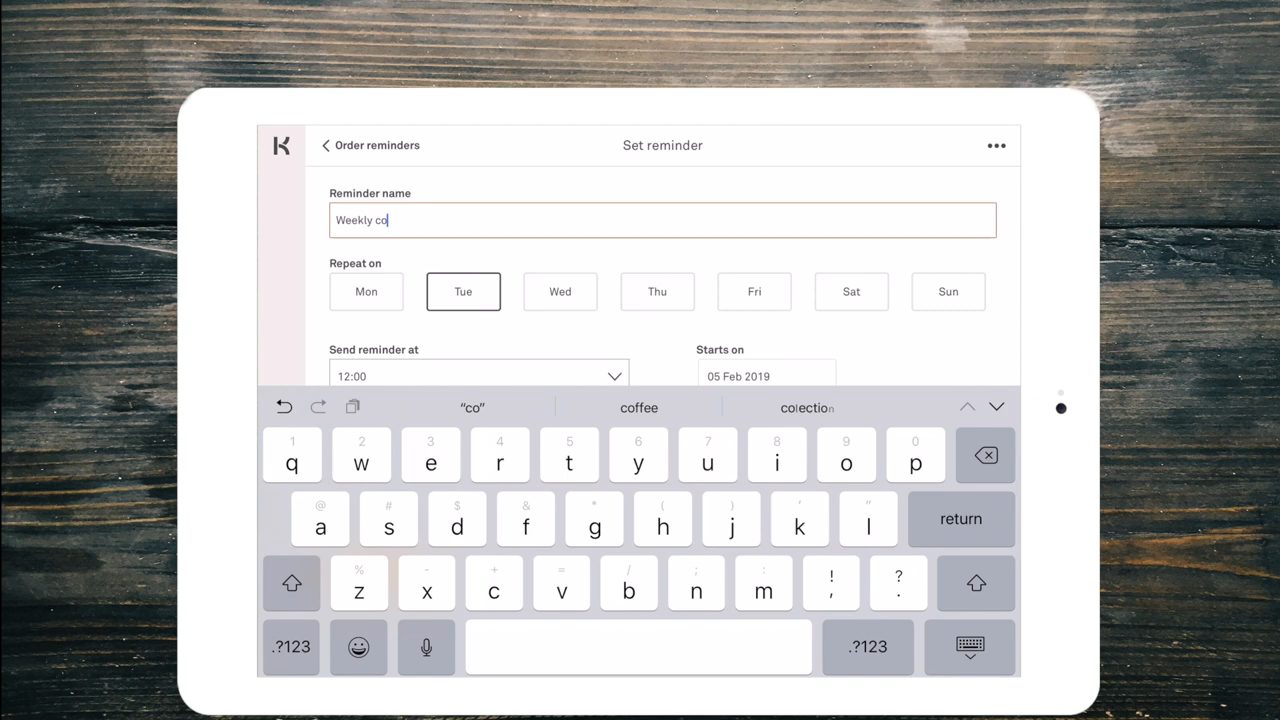 K
Order reminders
Set reminder
Reminder name
Weekly co
Repeat on
Mon Tue Wed Thu Fri Sat Sun
Send reminder at
Starts on
12:00
05 Feb 2019
“co” coffee colection
1 2 3 4 5 6 7 8 9 0
q w e r t y u i o p
@ # $ & * ( ) ' "
a s d f g h j k l return
% - + = / ; : ! ?
z x c v b n m , .
.?123 .?123